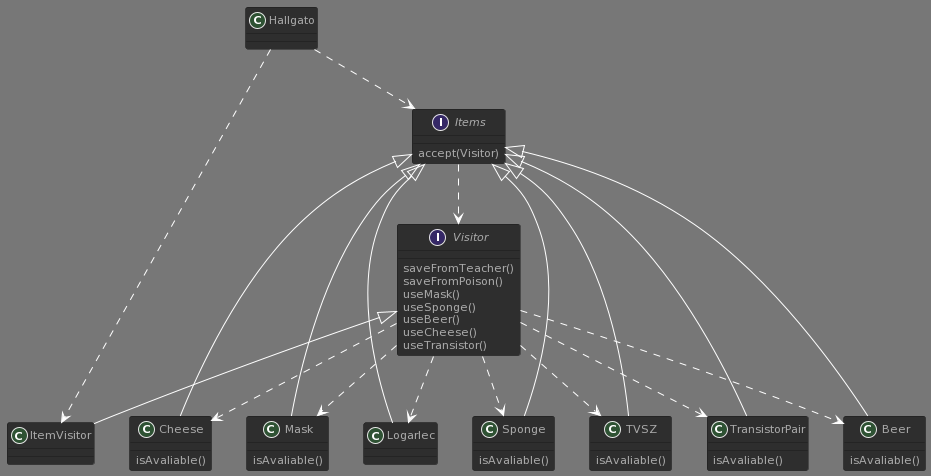 C Hallgato
I Items
accept(Visitor)
I Visitor
saveFromTeacher()
saveFromPoison()
useMask()
useSponge()
useBeer()
useCheese()
useTransistor()
C ItemVisitor
C Cheese
isAvaliable()
C Mask
isAvaliable()
C Logarlec
C Sponge
isAvaliable()
C TVSZ
isAvaliable()
C TransistorPair
isAvaliable()
C Beer
isAvaliable()